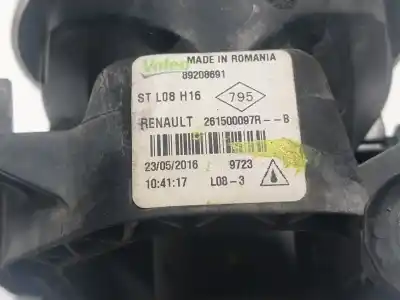 Valeo MADE IN ROMANIA
89208691
ST L08 H16 795
RENAULT 261500097R--B
23/05/2016 9723
10:41:17 L08-3